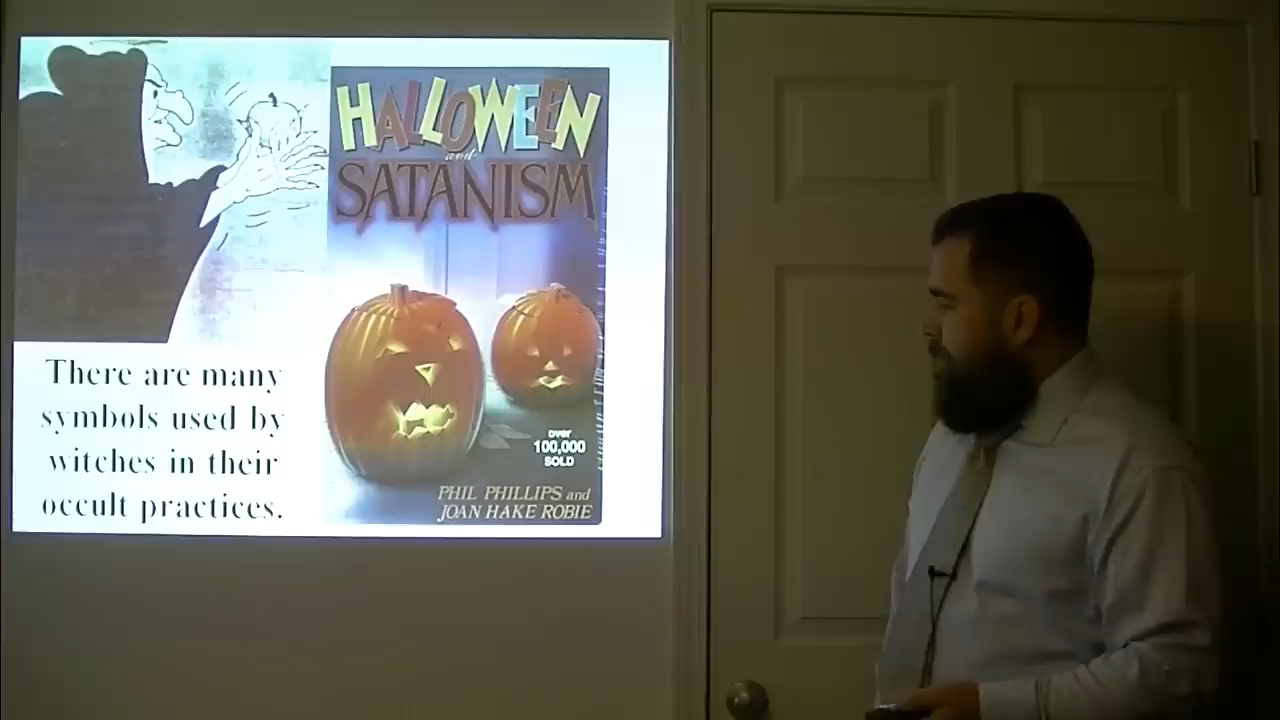 HALLOWEEN
and
SATANISM
There are many
symbols used by
witches in their
occult practices.
over
100,000
SOLD
PHIL PHILLIPS and
JOAN HAKE ROBIE